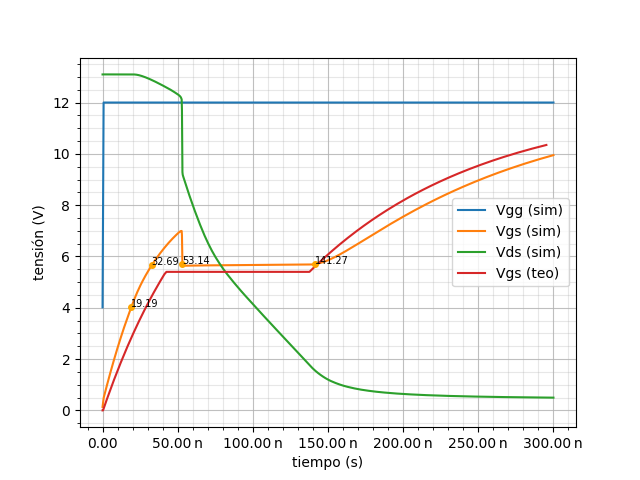 12
10
8
6
4
2
0
tensión (V)
32.69
53.14
141.27
19.19
Vgg (sim)
Vgs (sim)
Vds (sim)
Vgs (teo)
0.00
50.00 n
100.00 n
150.00 n
200.00 n
250.00 n
300.00 n
tiempo (s)